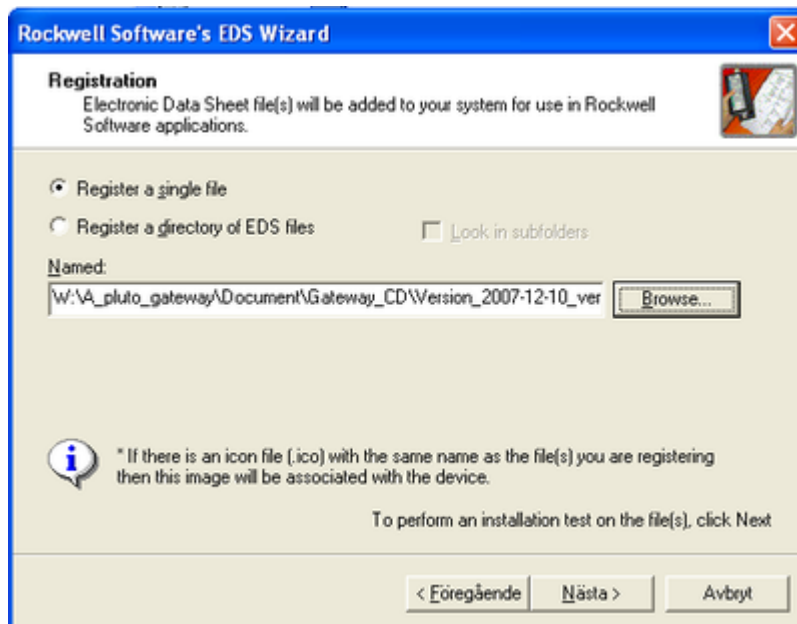 Rockwell Software's EDS Wizard
Registration
Electronic Data Sheet file(s) will be added to your system for use in Rockwell
Software applications.
Register a single file
Register a directory of EDS files
Look in subfolders
Named:
W:\A_pluto_gateway\Document\Gateway_CD\Version_2007-12-10_ver
Browse...
* If there is an icon file (.ico) with the same name as the file(s) you are registering
then this image will be associated with the device.
To perform an installation test on the file(s), click Next
< Föregående
Nästa >
Avbryt